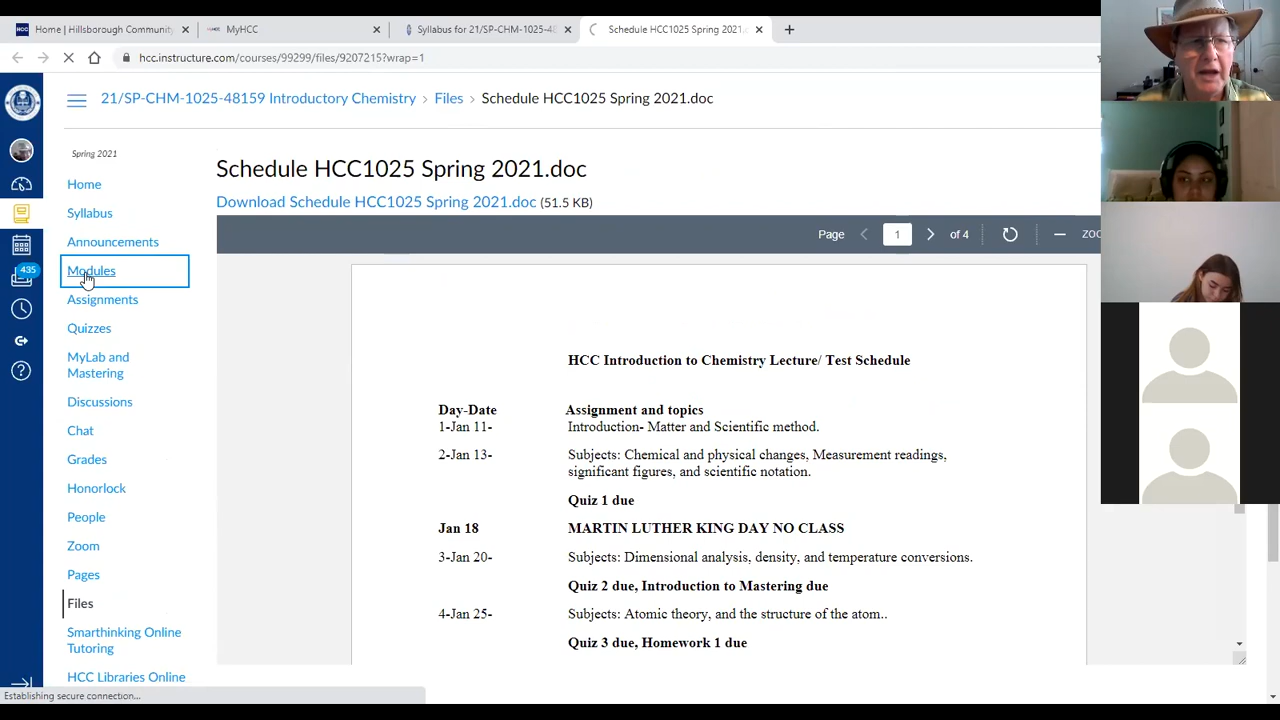 Home | Hillsborough Community
MyHCC
Syllabus for 21/SP-CHM-1025-48
Schedule HCC1025 Spring 2021.
hcc.instructure.com/courses/99299/files/9207215?wrap=1
21/SP-CHM-1025-48159 Introductory Chemistry › Files › Schedule HCC1025 Spring 2021.doc
Spring 2021
Home
Syllabus
Announcements
Modules
Assignments
Quizzes
MyLab and
Mastering
Discussions
Chat
Grades
Honorlock
People
Zoom
Pages
Files
Smarthinking Online
Tutoring
HCC Libraries Online
435
Schedule HCC1025 Spring 2021.doc
Download Schedule HCC1025 Spring 2021.doc (51.5 KB)
Page 1 of 4 ZOO
HCC Introduction to Chemistry Lecture/ Test Schedule
Day-Date Assignment and topics
1-Jan 11- Introduction- Matter and Scientific method.
2-Jan 13- Subjects: Chemical and physical changes, Measurement readings,
significant figures, and scientific notation.
Quiz 1 due
Jan 18 MARTIN LUTHER KING DAY NO CLASS
3-Jan 20- Subjects: Dimensional analysis, density, and temperature conversions.
Quiz 2 due, Introduction to Mastering due
4-Jan 25- Subjects: Atomic theory, and the structure of the atom..
Quiz 3 due, Homework 1 due
Establishing secure connection...